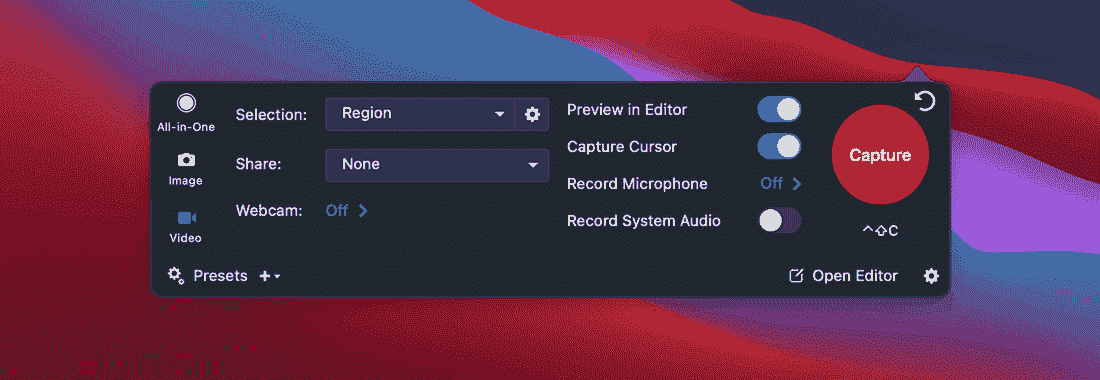 All-in-One
Image
Video
Selection: Region
Share: None
Webcam: Off
Preview in Editor
Capture Cursor
Record Microphone Off
Record System Audio
Capture
^⇧C
Presets
Open Editor